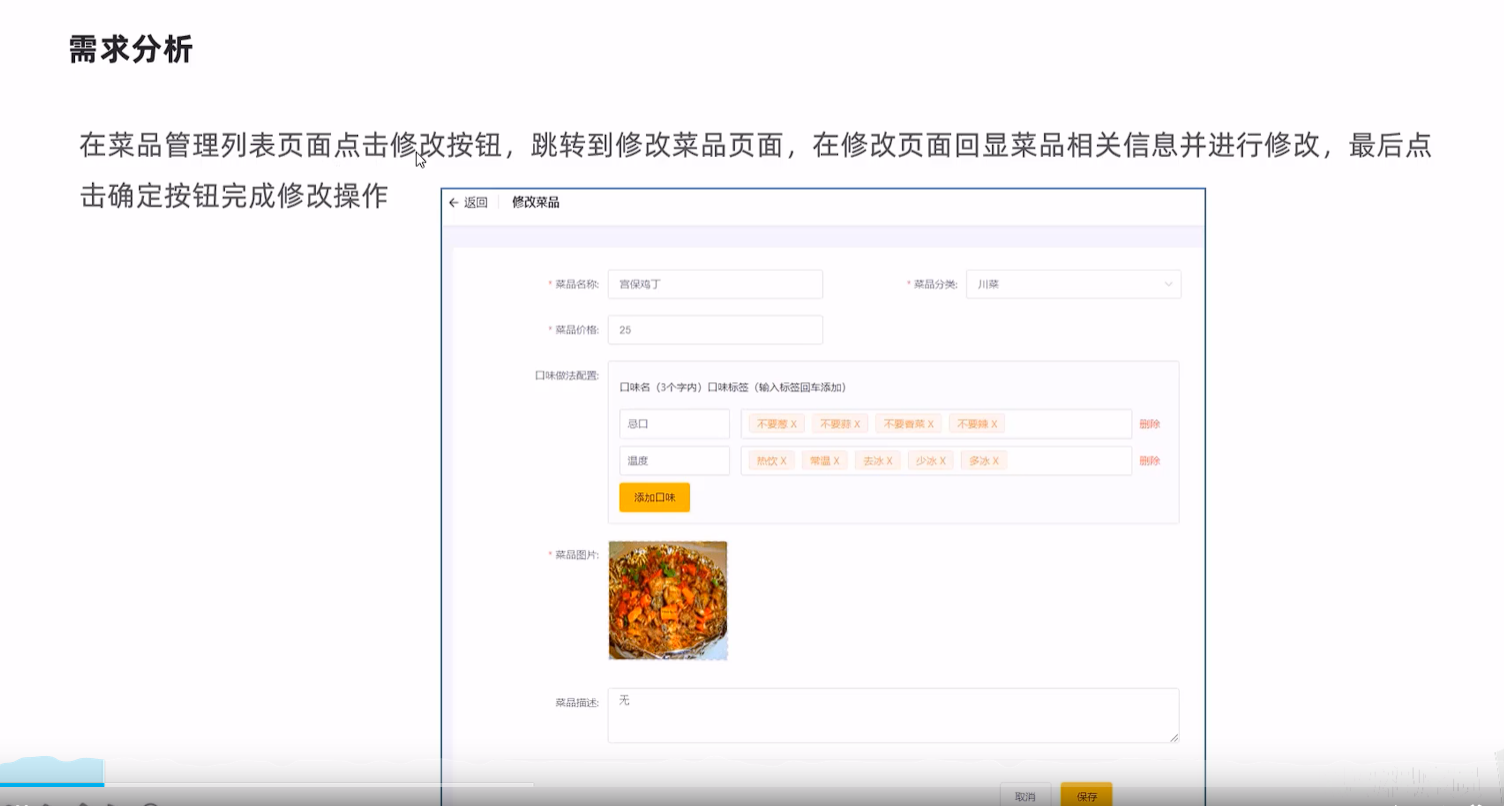 需求分析
在菜品管理列表页面点击修改按钮，跳转到修改菜品页面，在修改页面回显菜品相关信息并进行修改，最后点
击确定按钮完成修改操作
← 返回 修改菜品
* 菜品名称: 宫保鸡丁 * 菜品分类: 川菜
* 菜品价格: 25
口味做法配置:
口味名（3个字内）口味标签（输入标签回车添加）
忌口 不要葱 X 不要蒜 X 不要香菜 X 不要辣 X 删除
温度 热饮 X 常温 X 去冰 X 少冰 X 多冰 X 删除
添加口味
* 菜品图片:
菜品描述: 无
取消 保存